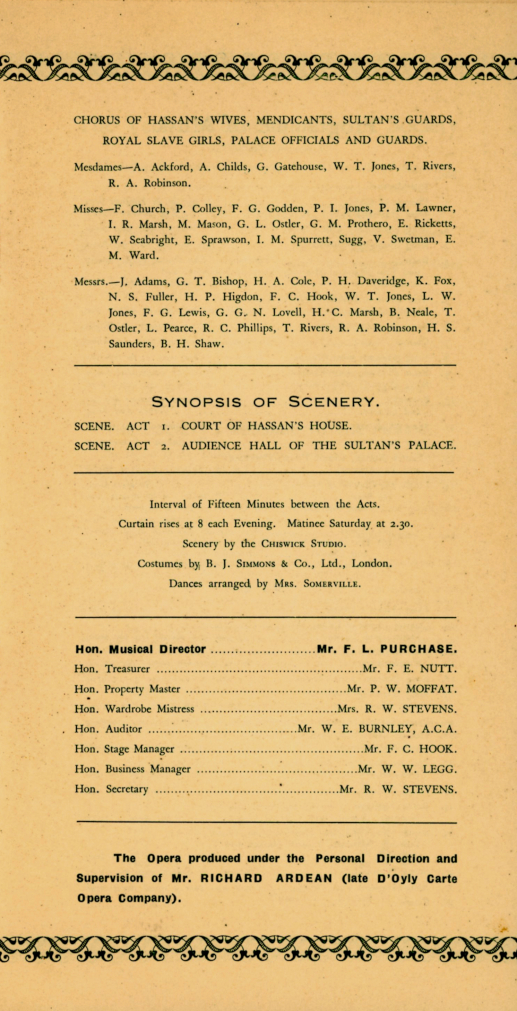 CHORUS OF HASSAN'S WIVES, MENDICANTS, SULTAN'S GUARDS,
ROYAL SLAVE GIRLS, PALACE OFFICIALS AND GUARDS.
Mesdames—A. Ackford, A. Childs, G. Gatehouse, W. T. Jones, T. Rivers,
R. A. Robinson.
Misses—F. Church, P. Colley, F. G. Godden, P. I. Jones, P. M. Lawner,
I. R. Marsh, M. Mason, G. L. Ostler, G. M. Prothero, E. Ricketts,
W. Seabright, E. Sprawson, I. M. Spurrett, Sugg, V. Swetman, E.
M. Ward.
Messrs.—J. Adams, G. T. Bishop, H. A. Cole, P. H. Daveridge, K. Fox,
N. S. Fuller, H. P. Higdon, F. C. Hook, W. T. Jones, L. W.
Jones, F. G. Lewis, G. G. N. Lovell, H. C. Marsh, B. Neale, T.
Ostler, L. Pearce, R. C. Phillips, T. Rivers, R. A. Robinson, H. S.
Saunders, B. H. Shaw.
SYNOPSIS OF SCENERY.
SCENE. ACT 1. COURT OF HASSAN'S HOUSE.
SCENE. ACT 2. AUDIENCE HALL OF THE SULTAN'S PALACE.
Interval of Fifteen Minutes between the Acts.
Curtain rises at 8 each Evening. Matinee Saturday at 2.30.
Scenery by the CHISWICK STUDIO.
Costumes by B. J. SIMMONS & Co., Ltd., London.
Dances arranged by MRS. SOMERVILLE.
Hon. Musical Director ........................Mr. F. L. PURCHASE.
Hon. Treasurer ................................................Mr. F. E. NUTT.
Hon. Property Master .....................................Mr. P. W. MOFFAT.
Hon. Wardrobe Mistress ................................Mrs. R. W. STEVENS.
Hon. Auditor ..................................Mr. W. E. BURNLEY, A.C.A.
Hon. Stage Manager ..........................................Mr. F. C. HOOK.
Hon. Business Manager .....................................Mr. W. W. LEGG.
Hon. Secretary ...........................................Mr. R. W. STEVENS.
The Opera produced under the Personal Direction and
Supervision of Mr. RICHARD ARDEAN (late D'Oyly Carte
Opera Company).